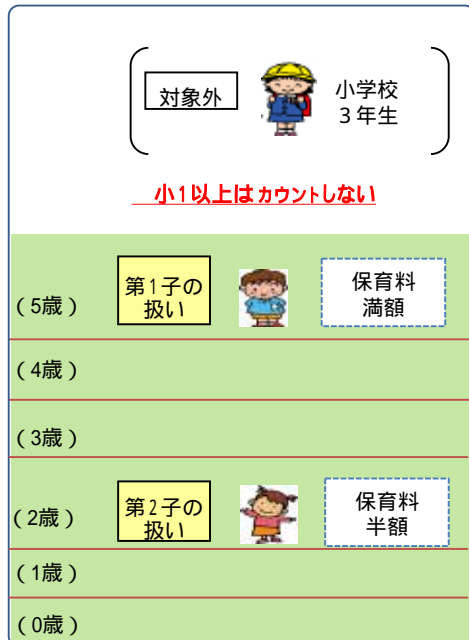 対象外
小学校
３年生
小1以上はカウントしない
(5歳)
第1子の
扱い
保育料
満額
(4歳)
(3歳)
(2歳)
第2子の
扱い
保育料
半額
(1歳)
(0歳)